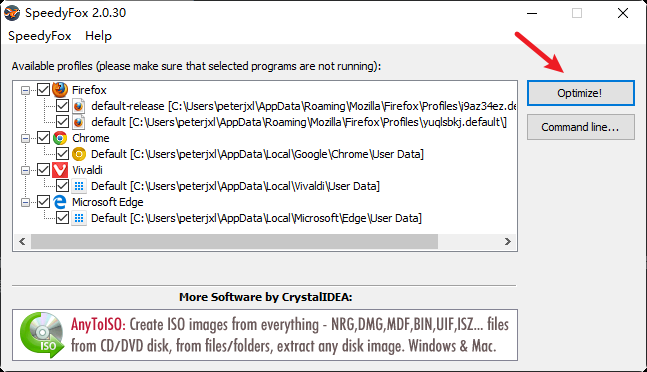 SpeedyFox 2.0.30
SpeedyFox Help
Available profiles (please make sure that selected programs are not running):
Firefox
default-release [C:\Users\peterjxl\AppData\Roaming\Mozilla\Firefox\Profiles\9az34ez.de
default [C:\Users\peterjxl\AppData\Roaming\Mozilla\Firefox\Profiles\yuqlsbkj.default\]
Chrome
Default [C:\Users\peterjxl\AppData\Local\Google\Chrome\User Data]
Vivaldi
Default [C:\Users\peterjxl\AppData\Local\Vivaldi\User Data]
Microsoft Edge
Default [C:\Users\peterjxl\AppData\Local\Microsoft\Edge\User Data]
Optimize!
Command line...
More Software by CrystalIDEA:
ISO
AnyToISO: Create ISO images from everything - NRG,DMG,MDF,BIN,UIF,ISZ... files
from CD/DVD disk, from files/folders, extract any disk image. Windows & Mac.